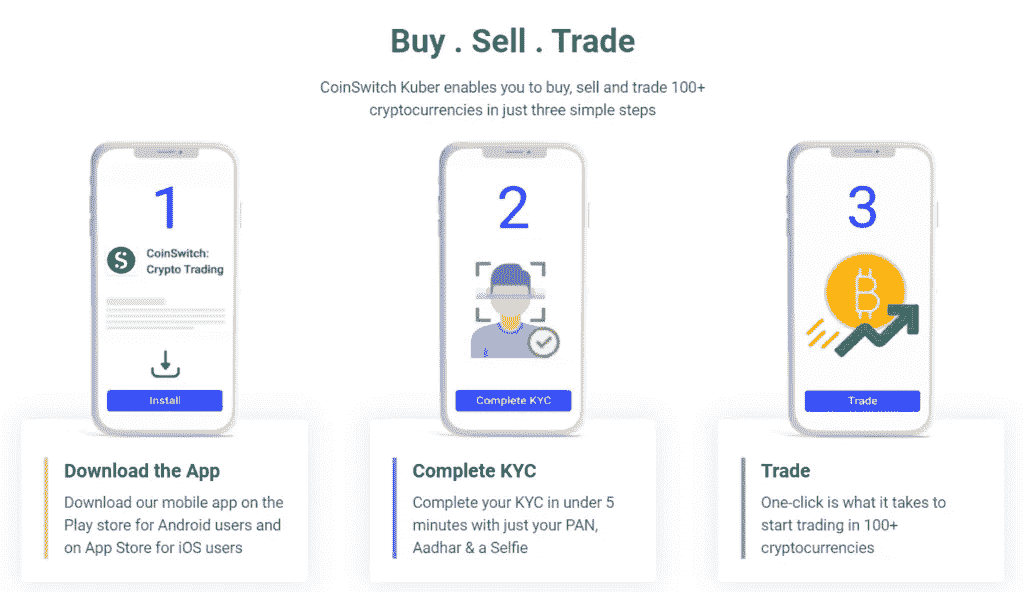 Buy . Sell . Trade
CoinSwitch Kuber enables you to buy, sell and trade 100+
cryptocurrencies in just three simple steps
1
CoinSwitch:
Crypto Trading
Install
2
Complete KYC
3
Trade
Download the App
Download our mobile app on the
Play store for Android users and
on App Store for iOS users
Complete KYC
Complete your KYC in under 5
minutes with just your PAN,
Aadhar & a Selfie
Trade
One-click is what it takes to
start trading in 100+
cryptocurrencies